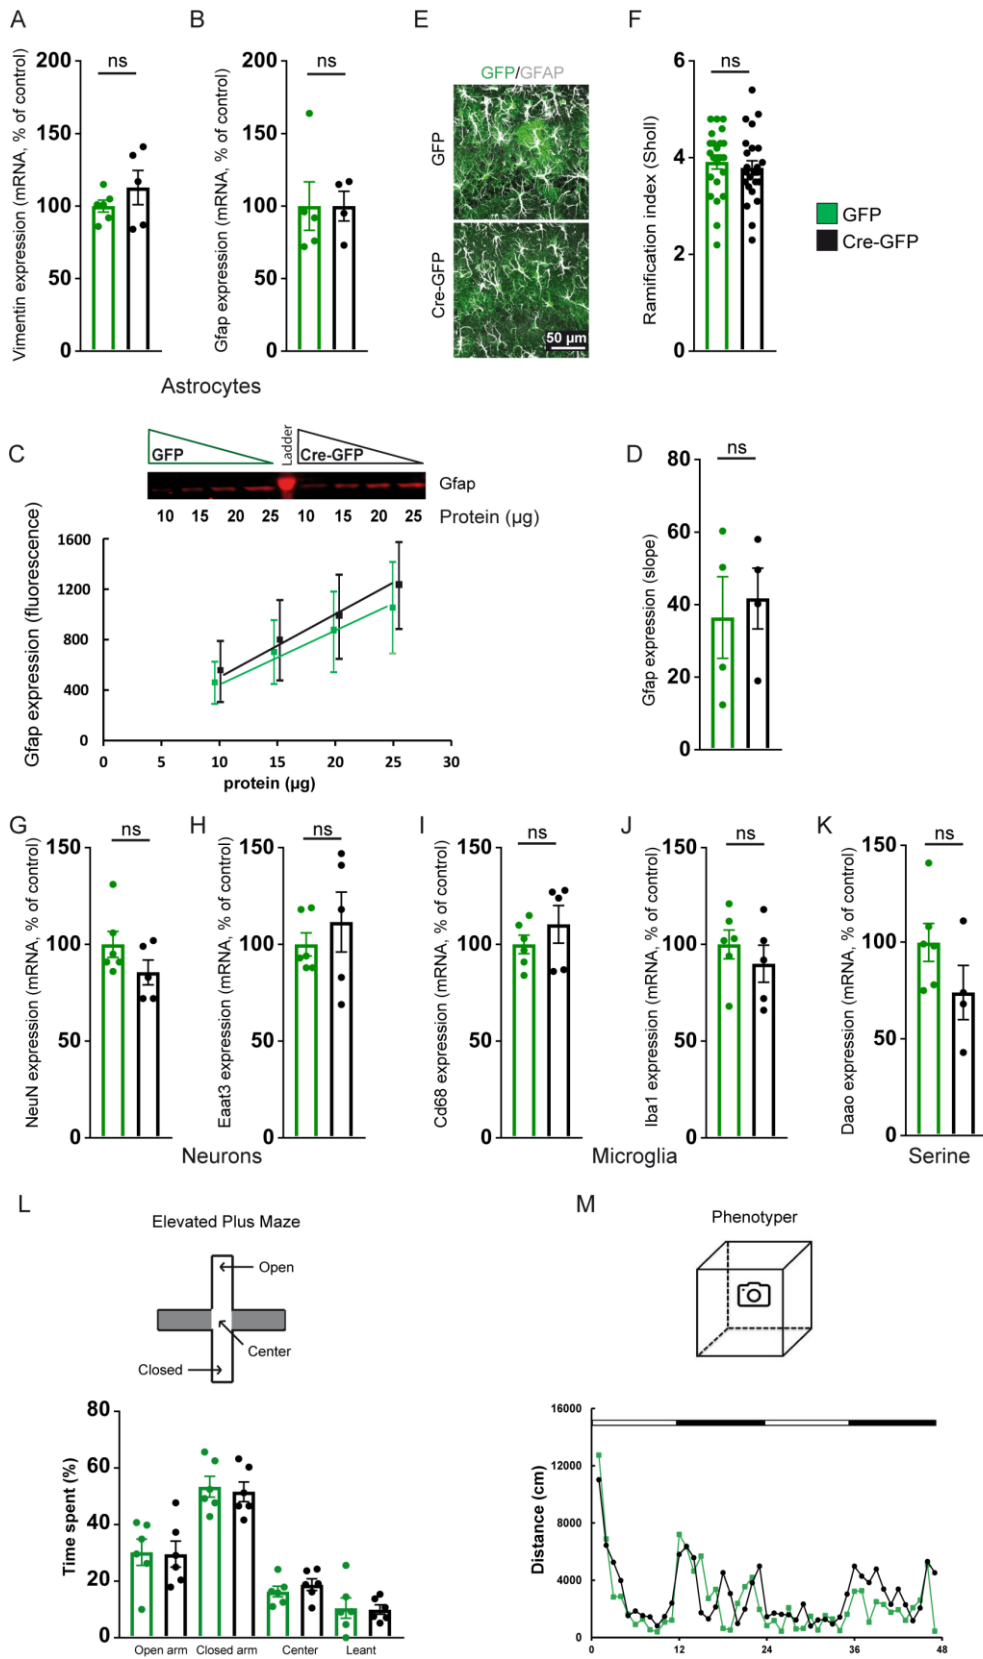 A
B
E
F
200
150
100
50
0
ns
Vimentin expression (mRNA, % of control)
200
150
100
50
0
ns
Gfap expression (mRNA, % of control)
Astrocytes
GFP/GFAP
GFP
Cre-GFP
50 µm
6
4
2
0
ns
Ramification index (Sholl)
GFP
Cre-GFP
C
GFP
Ladder
Cre-GFP
Gfap
10 15 20 25 10 15 20 25
Protein (µg)
Gfap expression (fluorescence)
1600
1200
800
400
0
0 5 10 15 20 25 30
protein (µg)
D
ns
80
60
40
20
0
Gfap expression (slope)
G
ns
150
100
50
0
NeuN expression (mRNA, % of control)
H
ns
150
100
50
0
Eaat3 expression (mRNA, % of control)
Neurons
I
ns
150
100
50
0
Cd68 expression (mRNA, % of control)
J
ns
150
100
50
0
Iba1 expression (mRNA, % of control)
Microglia
K
ns
150
100
50
0
Daao expression (mRNA, % of control)
Serine
L
Elevated Plus Maze
Open
Center
Closed
80
60
40
20
0
Time spent (%)
Open arm Closed arm Center Leant
M
Phenotyper
16000
12000
8000
4000
0
Distance (cm)
0 12 24 36 48